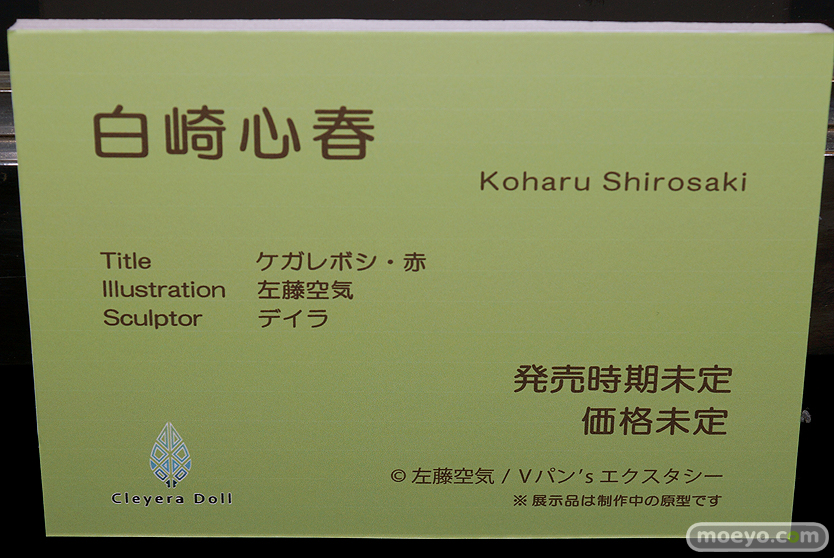 白崎心春
Koharu Shirosaki
Title ケガレボシ・赤
Illustration 左藤空気
Sculptor デイラ
発売時期未定
価格未定
© 左藤空気 / Vパン'sエクスタシー
※展示品は制作中の原型です
Cleyera Doll
moeyo.com